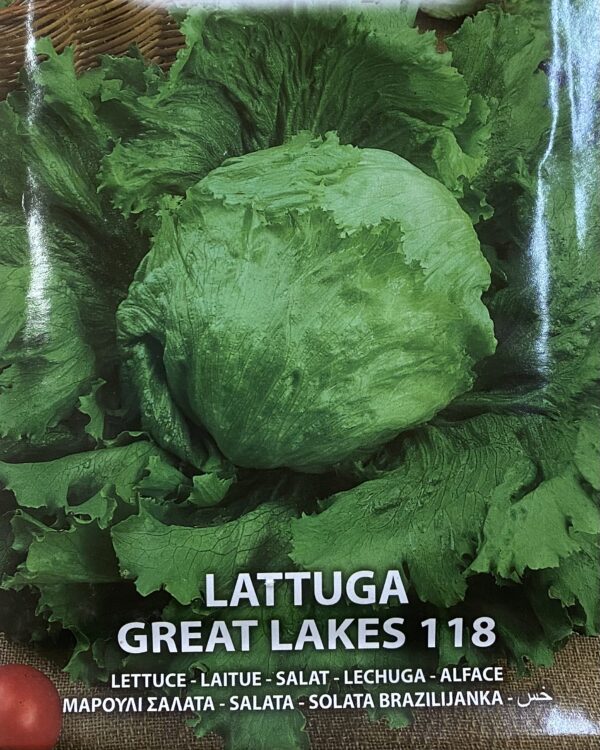 LATTUGA
GREAT LAKES 118
LETTUCE - LAITUE - SALAT - LECHUGA - ALFACE
ΜΑΡΟΥΛΙ ΣΑΛΑΤΑ - SALATA - SOLATA BRAZILIJANKA - خس